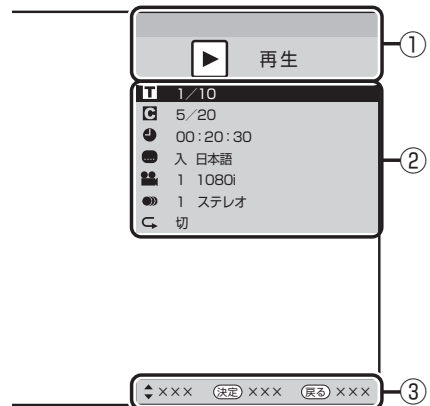 ①
再生
T 1/10
C 5/20
00:20:30
入 日本語
②
1 1080i
1 ステレオ
切
××× 決定 ××× 戻る ×××
③